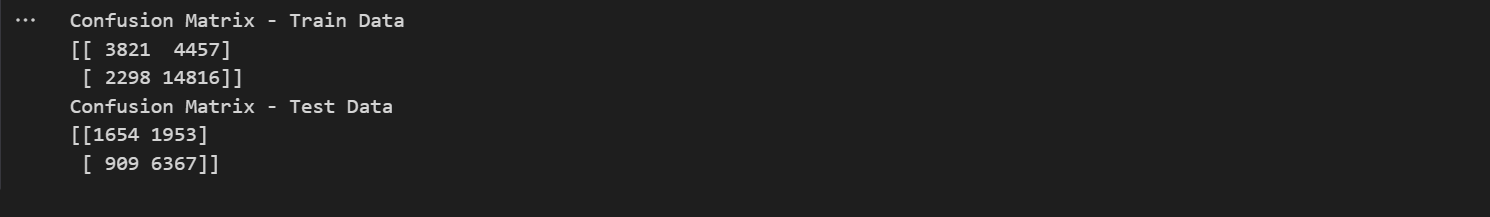 Confusion Matrix - Train Data
[[ 3821  4457]
 [ 2298 14816]]
Confusion Matrix - Test Data
[[1654 1953]
 [ 909 6367]]